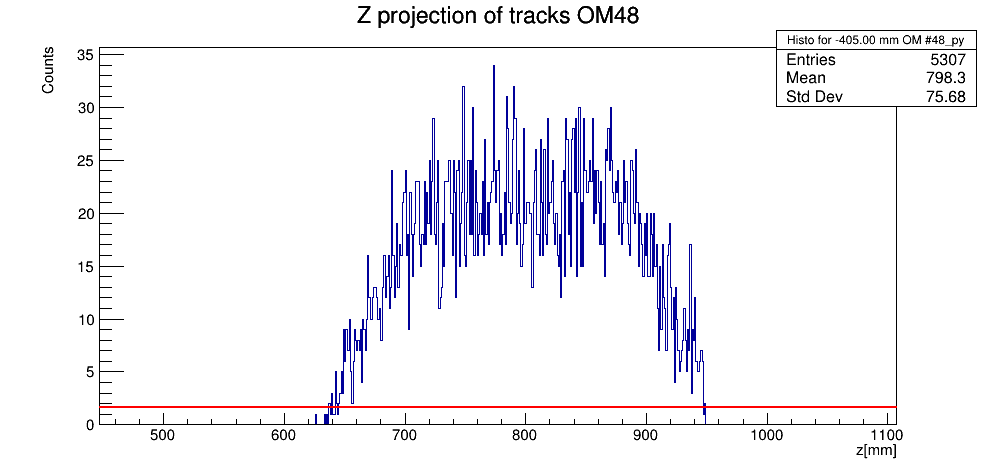 Z projection of tracks OM48
Histo for -405.00 mm OM #48_py
Entries 5307
Mean 798.3
Std Dev 75.68
Counts
35
30
25
20
15
10
5
0
500 600 700 800 900 1000 1100
z[mm]